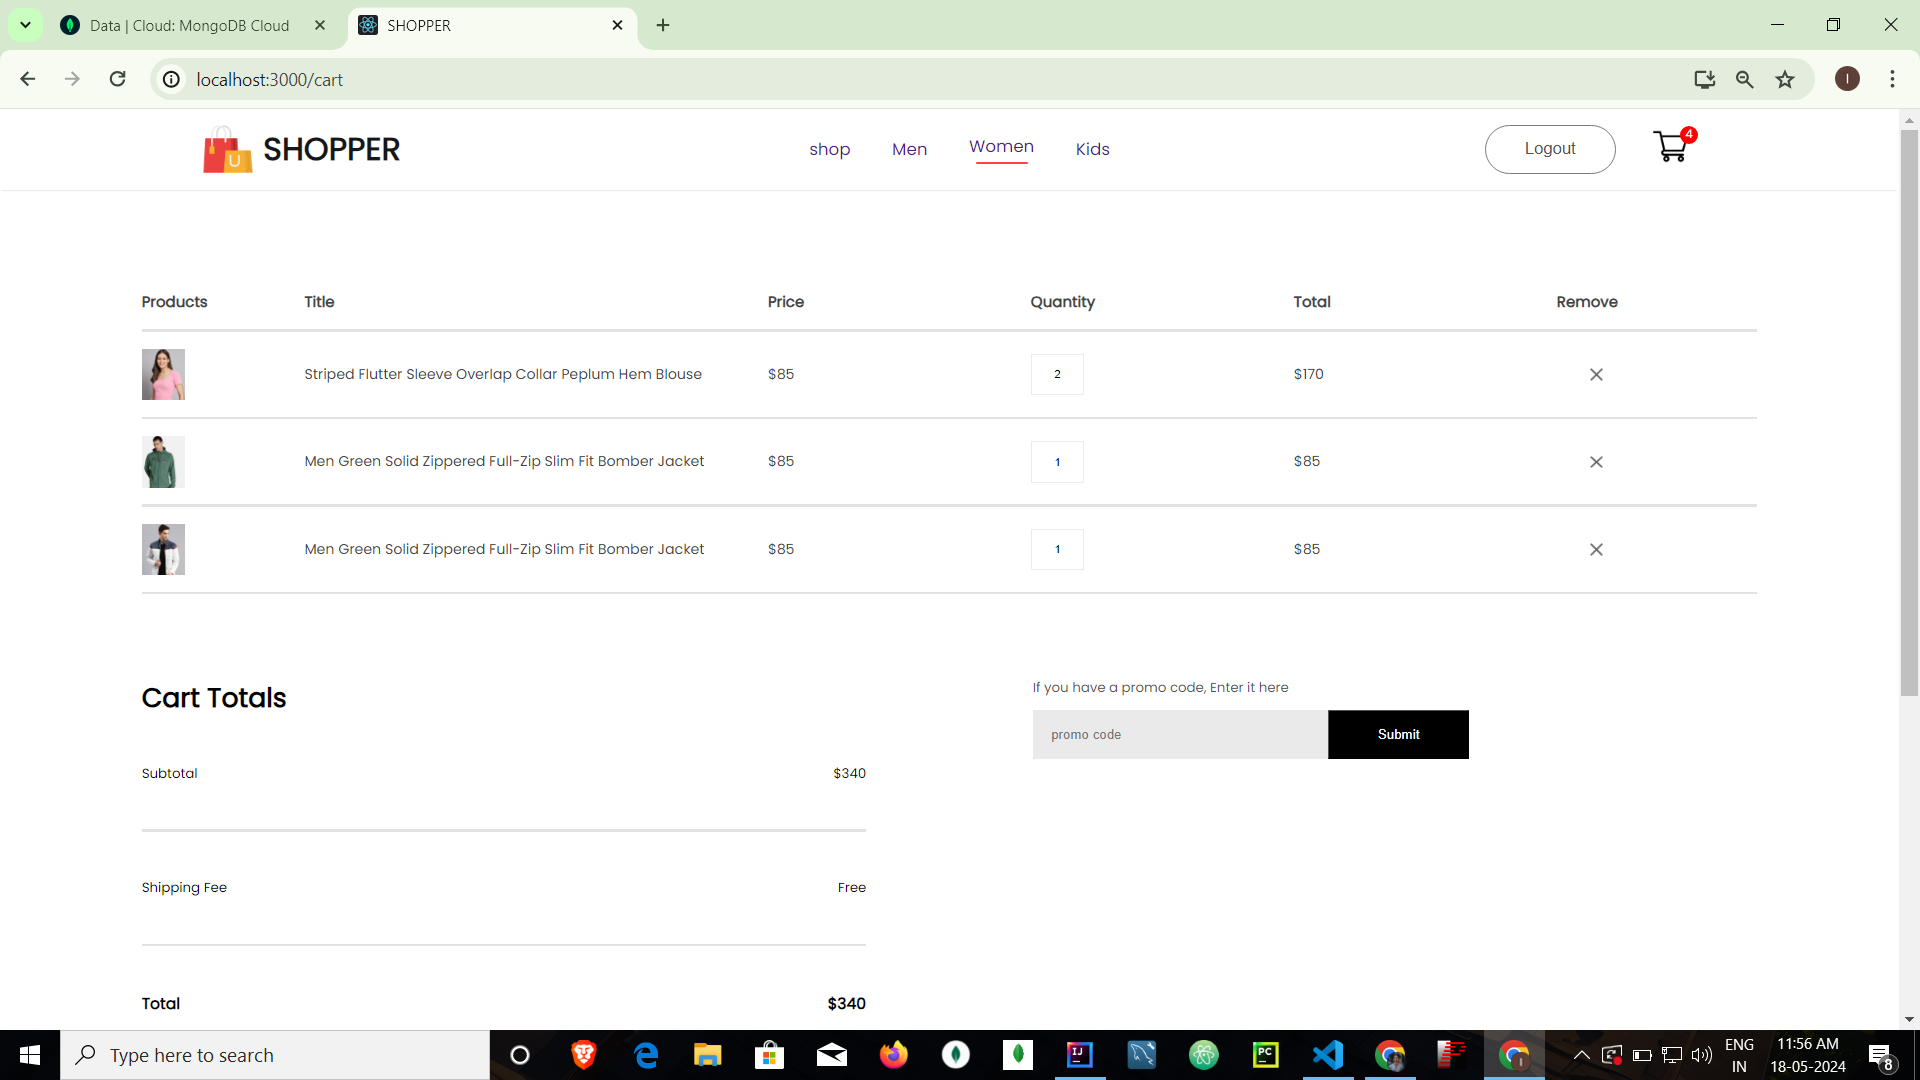 Data | Cloud: MongoDB Cloud
SHOPPER
localhost:3000/cart
I
U
SHOPPER
shop Men Women Kids
Logout
4
Products Title Price Quantity Total Remove
Striped Flutter Sleeve Overlap Collar Peplum Hem Blouse $85 2 $170
Men Green Solid Zippered Full-Zip Slim Fit Bomber Jacket $85 1 $85
Men Green Solid Zippered Full-Zip Slim Fit Bomber Jacket $85 1 $85
Cart Totals
Subtotal $340
Shipping Fee Free
Total $340
If you have a promo code, Enter it here
promo code Submit
Type here to search
IJ
PC
ENG
IN
11:56 AM
18-05-2024
8